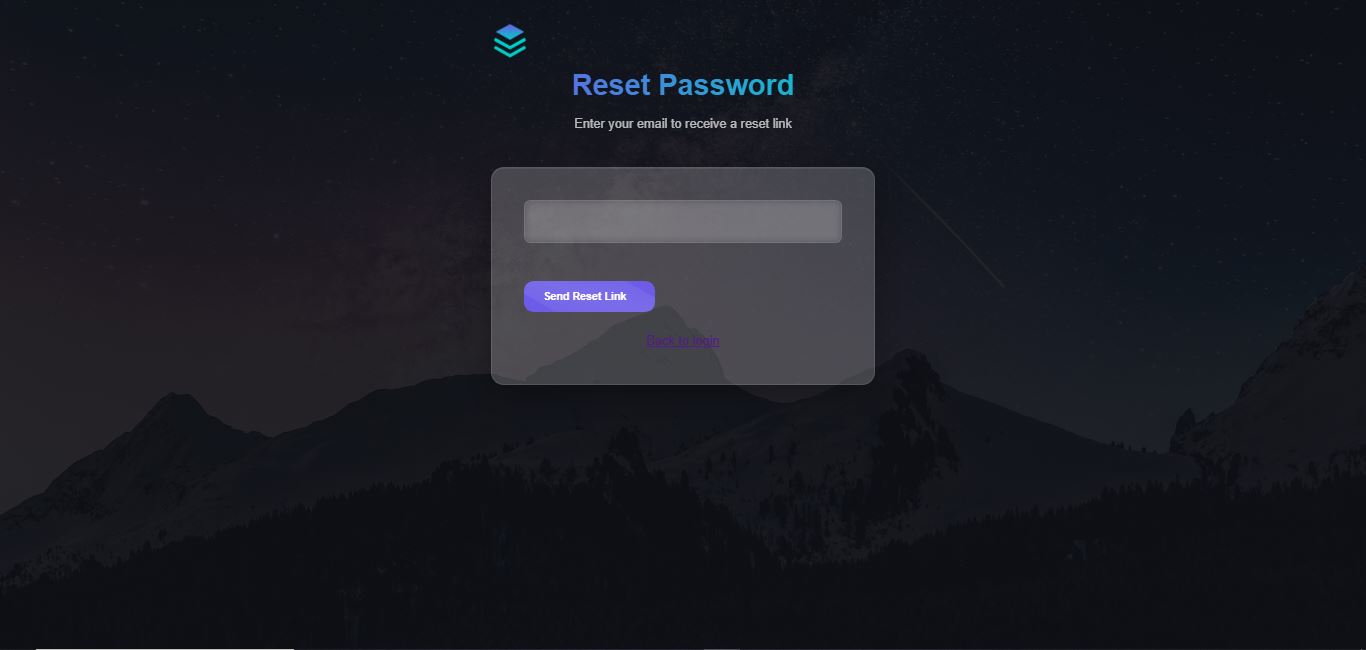 Reset Password
Enter your email to receive a reset link
Send Reset Link
Back to login